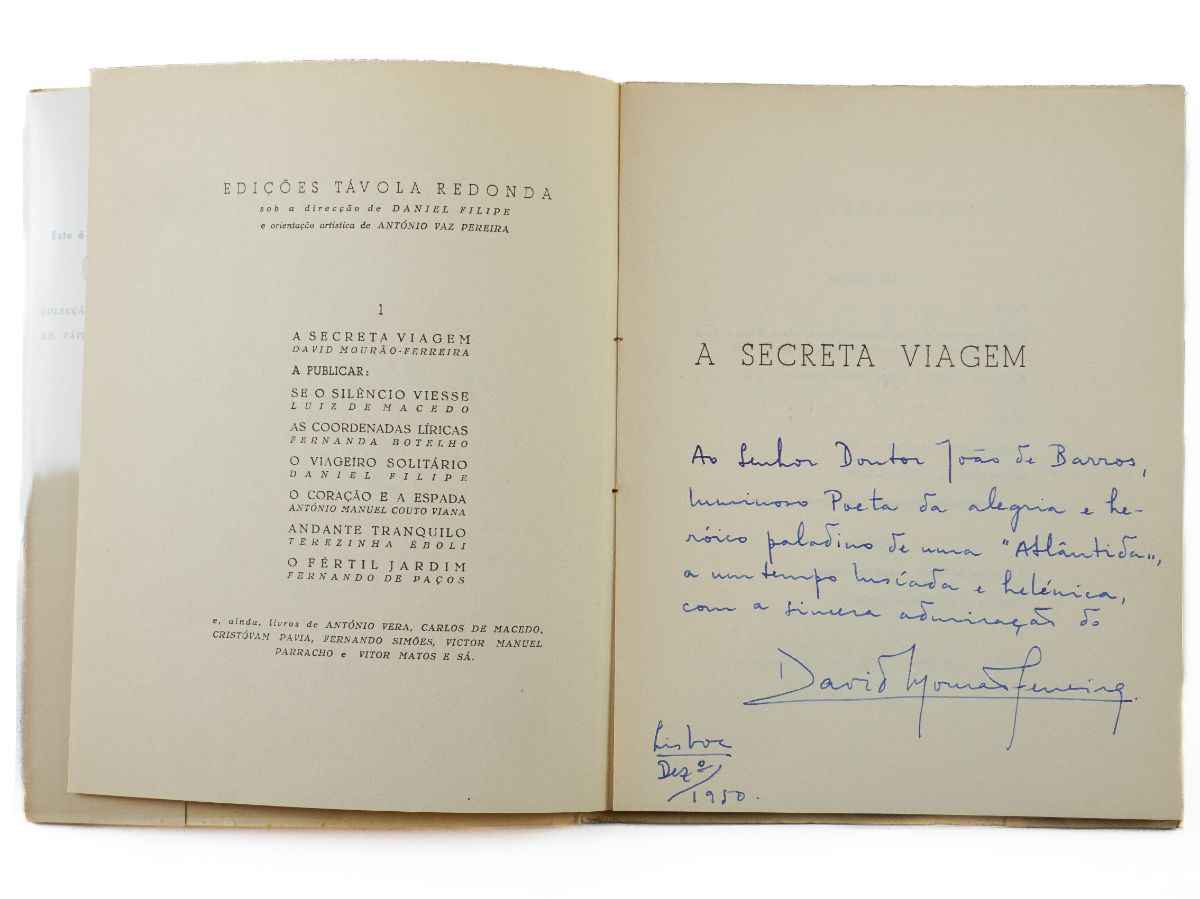 Este é
COLECÇÃ
ED. TÁVO
EDIÇÕES TÁVOLA REDONDA
sob a direcção de DANIEL FILIPE
e orientação artística de ANTÓNIO VAZ PEREIRA
1
A SECRETA VIAGEM
DAVID MOURÃO-FERREIRA
A PUBLICAR:
SE O SILÊNCIO VIESSE
LUIZ DE MACEDO
AS COORDENADAS LÍRICAS
FERNANDA BOTELHO
O VIAGEIRO SOLITÁRIO
DANIEL FILIPE
O CORAÇÃO E A ESPADA
ANTÓNIO MANUEL COUTO VIANA
ANDANTE TRANQUILO
TEREZINHA ÉBOLI
O FÉRTIL JARDIM
FERNANDO DE PAÇOS
e, ainda, livros de ANTÓNIO VERA, CARLOS DE MACEDO,
CRISTÓVAM PAVIA, FERNANDO SIMÕES, VICTOR MANUEL
PARRACHO e VITOR MATOS E SÁ.
A SECRETA VIAGEM
Ao Senhor Doutor João de Barros,
luminoso Poeta da alegria e he-
róico paladino de uma "Atlântida",
a um tempo lusíada e helénica,
com a sincera admiração do
David Mourão-Ferreira.
Lisboa
Dezº
1950.